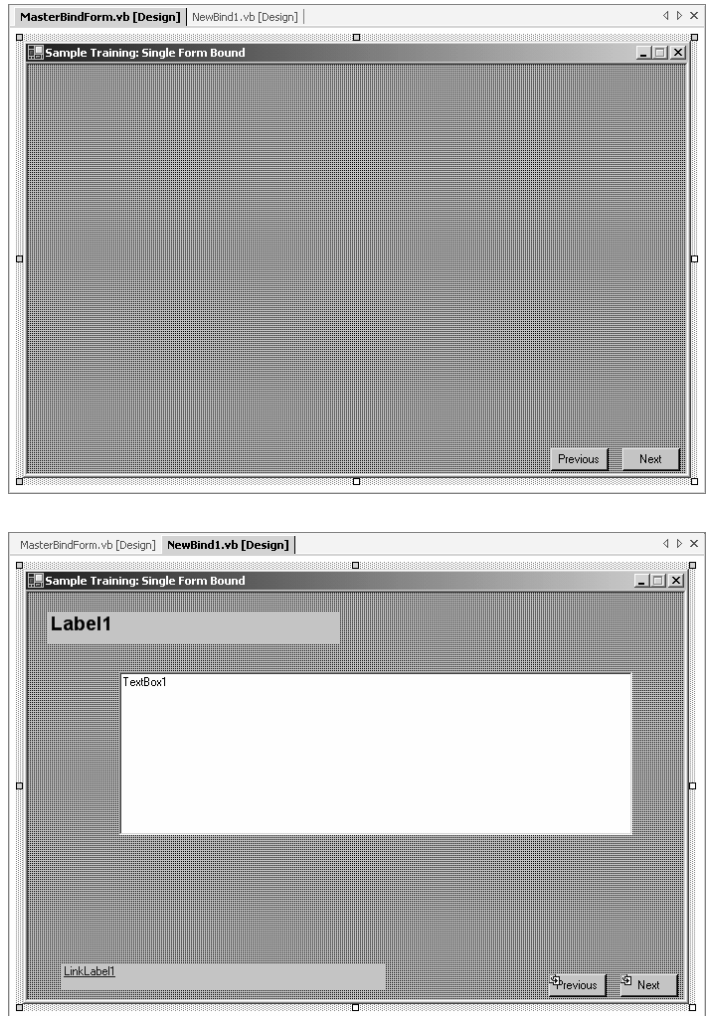 MasterBindForm.vb [Design] NewBind1.vb [Design]
Sample Training: Single Form Bound
Previous Next
MasterBindForm.vb [Design] NewBind1.vb [Design]
Sample Training: Single Form Bound
Label1
TextBox1
LinkLabel1
Previous Next